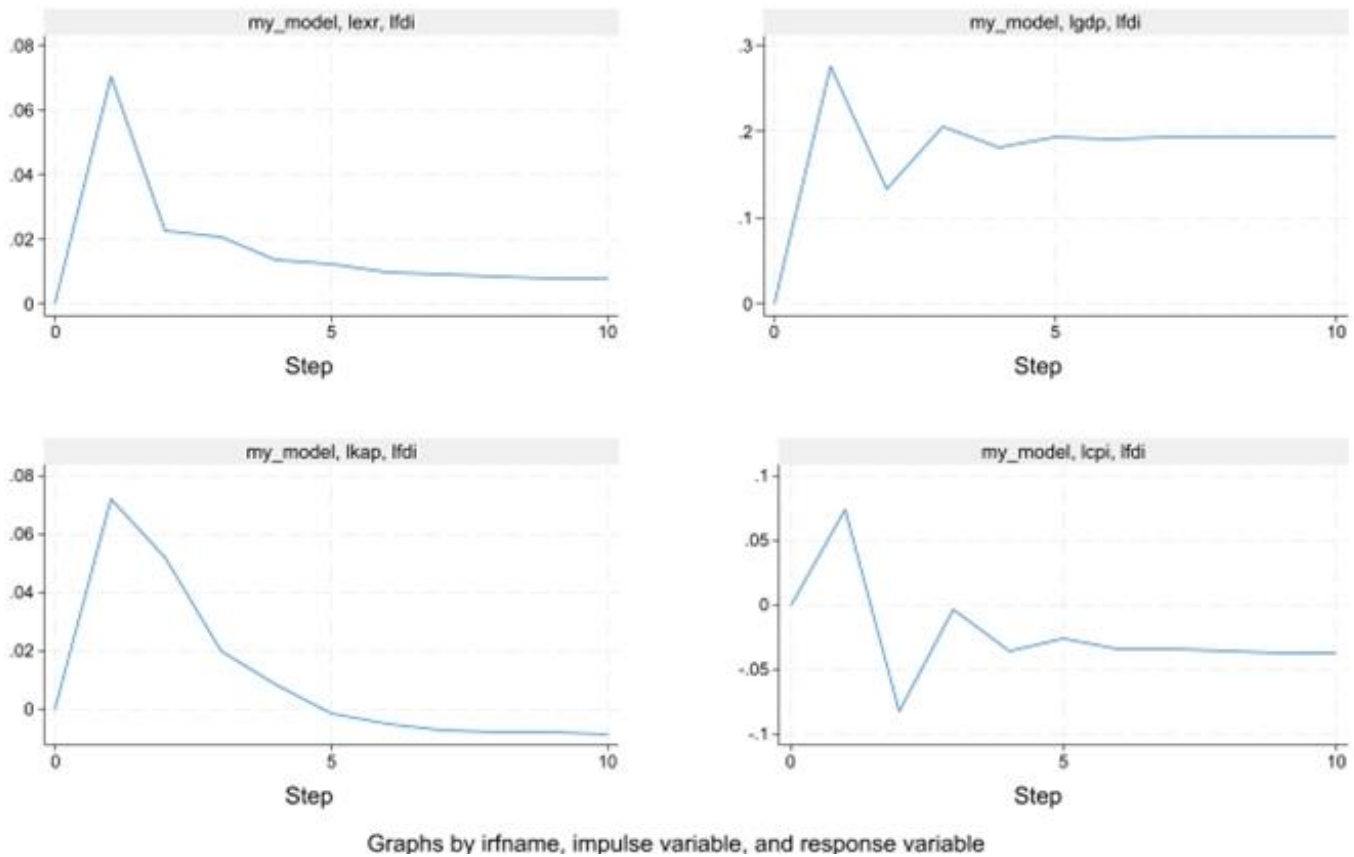 my_model, lexr, lfdi
.08
.06
.04
.02
0
0 5 10
Step
my_model, lgdp, lfdi
.3
.2
.1
0
0 5 10
Step
my_model, lkap, lfdi
.08
.06
.04
.02
0
0 5 10
Step
my_model, lcpi, lfdi
.1
.05
0
-.05
-.1
0 5 10
Step
Graphs by irfname, impulse variable, and response variable